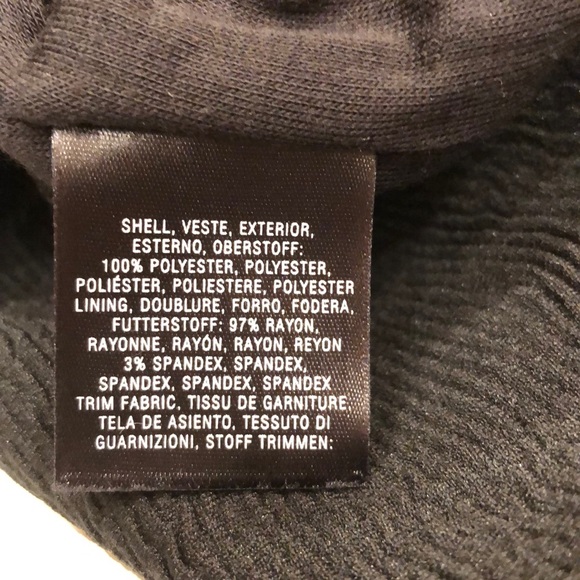 SHELL, VESTE, EXTERIOR,
ESTERNO, OBERSTOFF:
100% POLYESTER, POLYESTER,
POLIÉSTER, POLIESTERE, POLYESTER
LINING, DOUBLURE, FORRO, FODERA,
FUTTERSTOFF: 97% RAYON,
RAYONNE, RAYÓN, RAYON, REYON
3% SPANDEX, SPANDEX,
SPANDEX, SPANDEX, SPANDEX
TRIM FABRIC, TISSU DE GARNITURE,
TELA DE ASIENTO, TESSUTO DI
GUARNIZIONI, STOFF TRIMMEN: